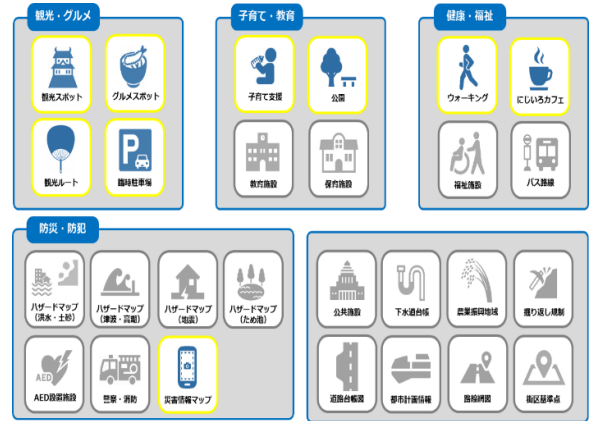 観光・グルメ
観光スポット
グルメスポット
観光ルート
P
臨時駐車場
子育て・教育
子育て支援
公園
教育施設
保育施設
健康・福祉
ウォーキング
にじいろカフェ
福祉施設
バス路線
防災・防犯
ハザードマップ
(洪水・土砂)
ハザードマップ
(津波・高潮)
ハザードマップ
(地震)
ハザードマップ
(ため池)
AED
AED設置施設
警察・消防
災害情報マップ
公共施設
下水道台帳
農業振興地域
掘り返し規制
道路台帳図
都市計画情報
路線網図
街区基準点